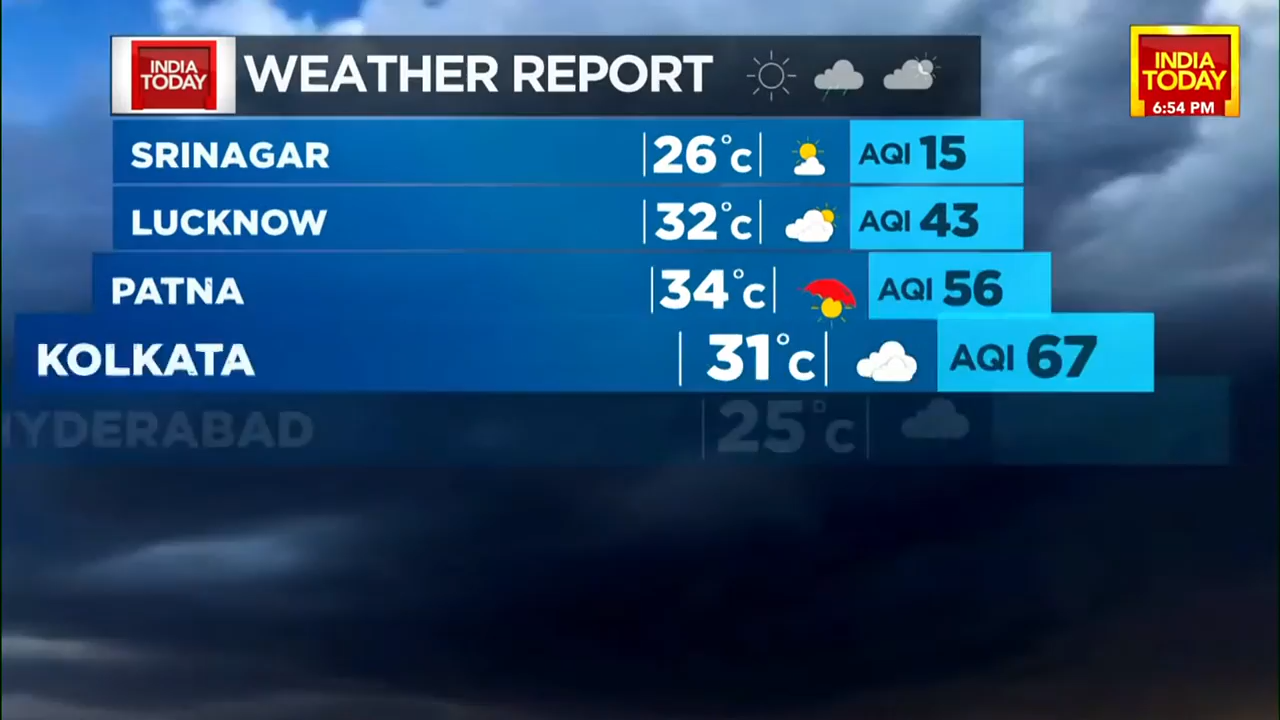 INDIA
TODAY
WEATHER REPORT
INDIA
TODAY
6:54 PM
SRINAGAR 26°C AQI 15
LUCKNOW 32°C AQI 43
PATNA 34°C AQI 56
KOLKATA 31°C AQI 67
YDERABAD 25°C